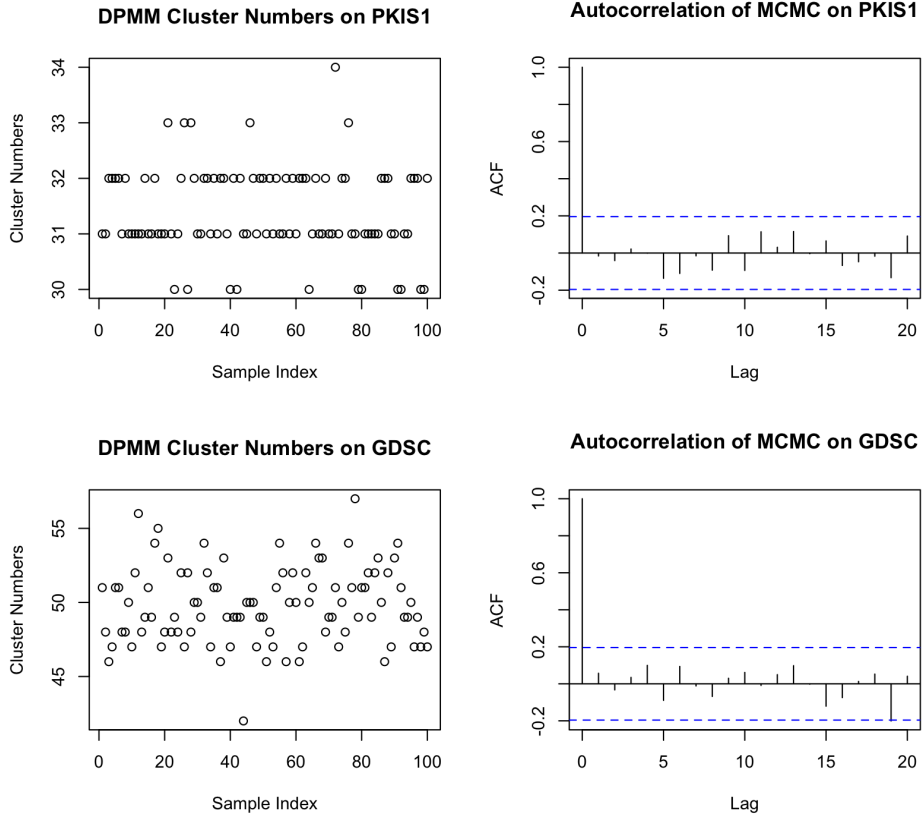 DPMM Cluster Numbers on PKIS1
Cluster Numbers
34
33
32
31
30
0 20 40 60 80 100
Sample Index
Autocorrelation of MCMC on PKIS1
ACF
1.0
0.6
0.2
-0.2
0 5 10 15 20
Lag
DPMM Cluster Numbers on GDSC
Cluster Numbers
55
50
45
0 20 40 60 80 100
Sample Index
Autocorrelation of MCMC on GDSC
ACF
1.0
0.6
0.2
-0.2
0 5 10 15 20
Lag